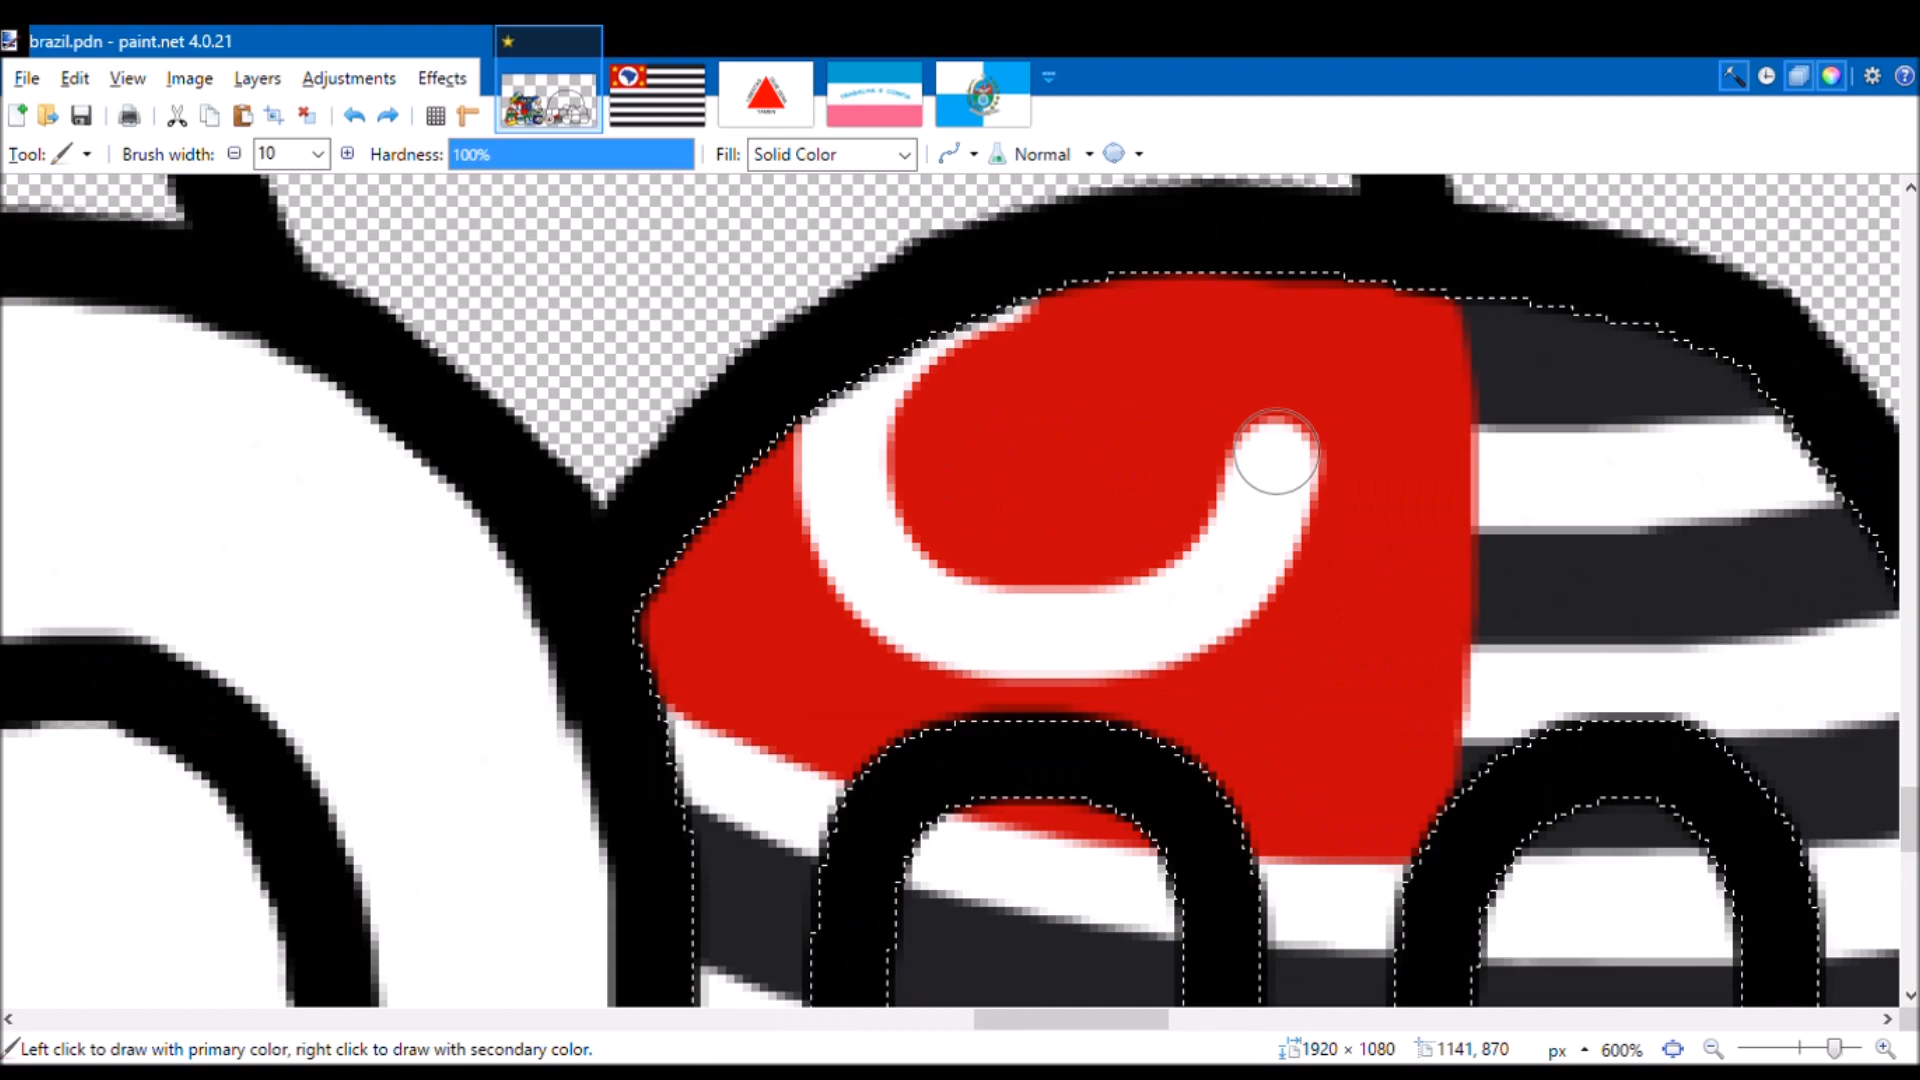 brazil.pdn - paint.net 4.0.21
File Edit View Image Layers Adjustments Effects
Tool: Brush width: 10 Hardness: 100% Fill: Solid Color Normal
Left click to draw with primary color, right click to draw with secondary color. 1920 × 1080 1141, 870 px 600%